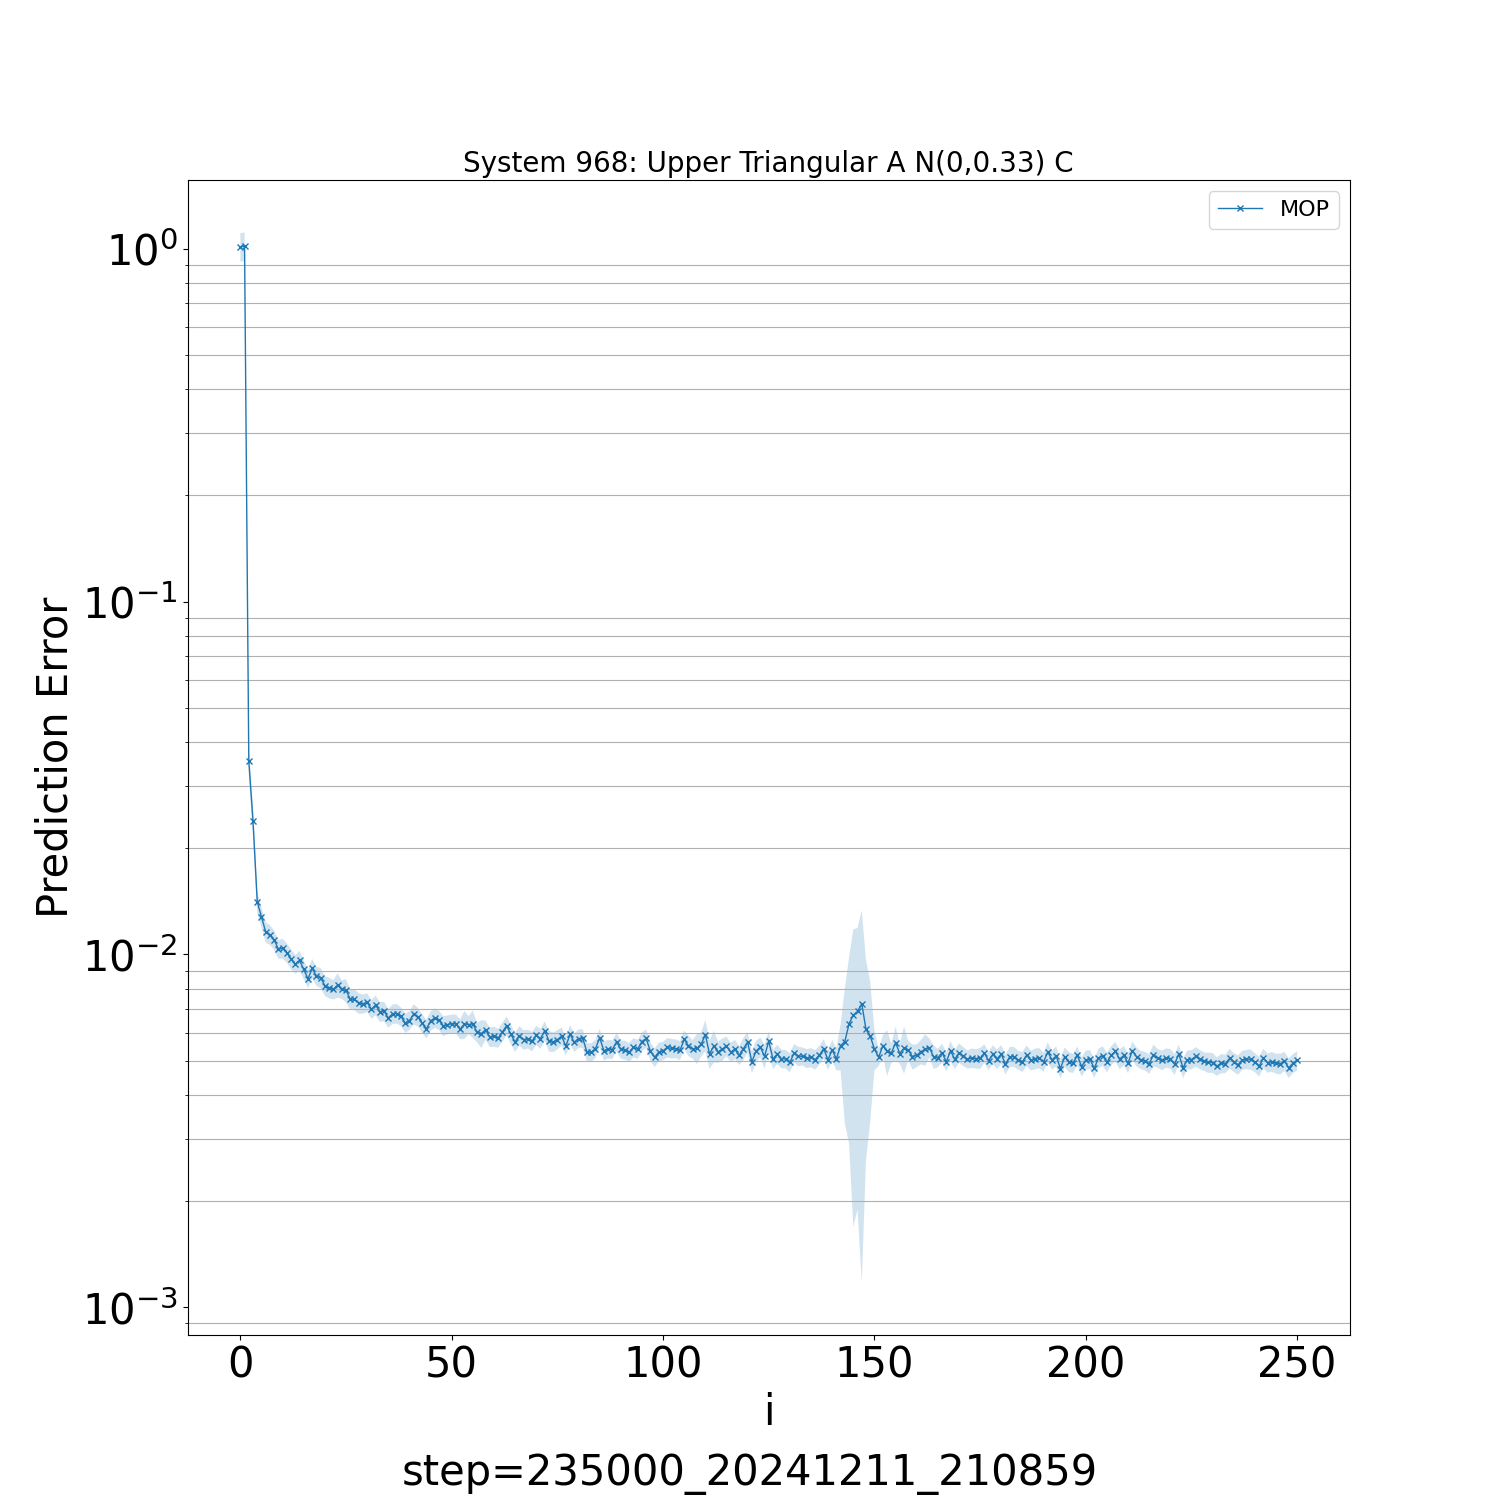 System 968: Upper Triangular A N(0,0.33) C
MOP
10⁰
10⁻¹
10⁻²
10⁻³
Prediction Error
0 50 100 150 200 250
i
step=235000_20241211_210859